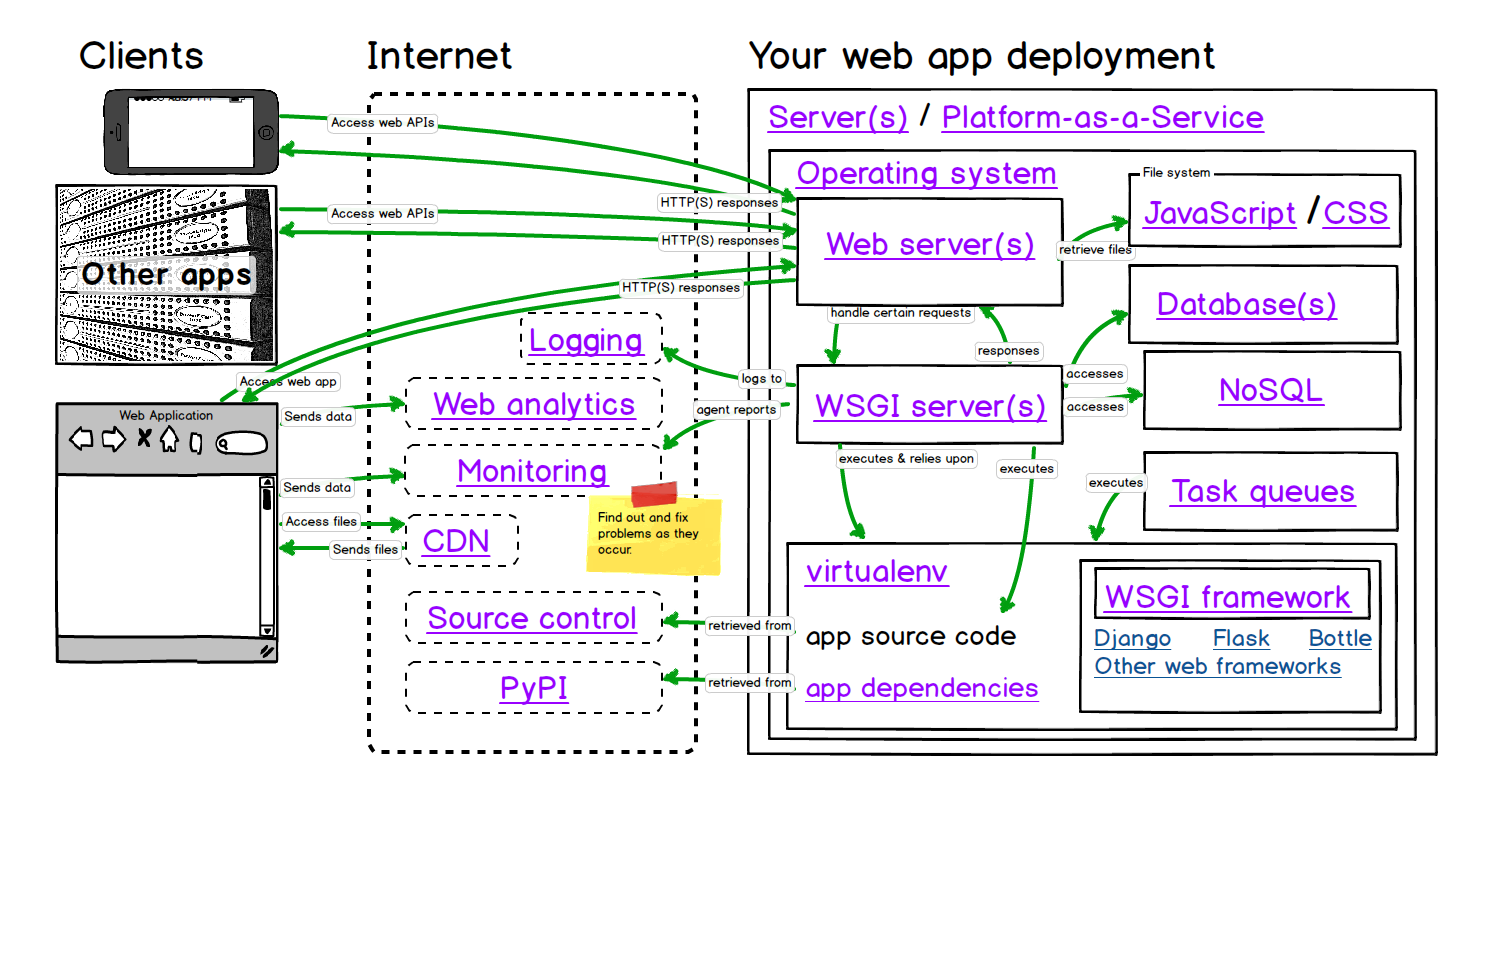 Clients
Internet
Your web app deployment
Server(s) / Platform-as-a-Service
Access web APIs
Operating system
File system
JavaScript / CSS
HTTP(S) responses
Access web APIs
Web server(s)
HTTP(S) responses
retrieve files
Other apps
HTTP(S) responses
Database(s)
handle certain requests
Logging
responses
logs to
accesses
Access web app
NoSQL
Web analytics
agent reports
WSGI server(s)
accesses
Web Application
Sends data
Monitoring
executes & relies upon
executes
Sends data
executes
Task queues
Find out and fix
problems as they
occur.
Access files
CDN
Sends files
virtualenv
WSGI framework
Source control
retrieved from
app source code
Django Flask Bottle
Other web frameworks
PyPI
retrieved from
app dependencies